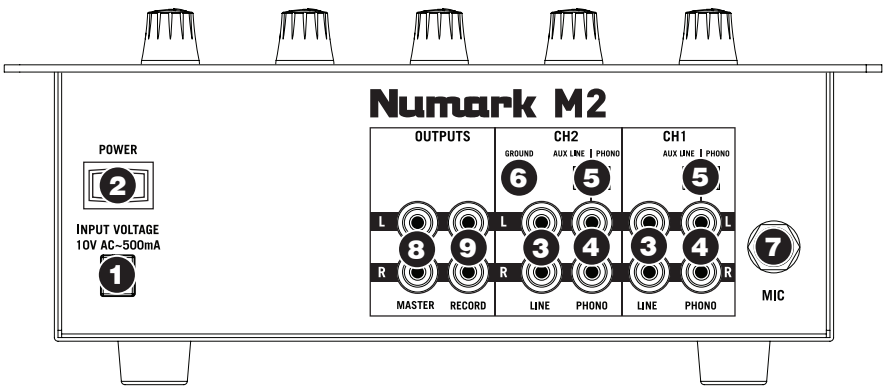 Numark M2
OUTPUTS CH2 CH1
POWER
GROUND AUX LINE | PHONO AUX LINE | PHONO
2 6 5 5
INPUT VOLTAGE
10V AC~500mA
L L L
8 9 3 4 3 4 7
1
R R R
MASTER RECORD LINE PHONO LINE PHONO
MIC